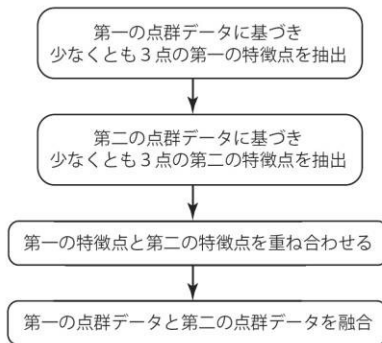 第一の点群データに基づき
少なくとも３点の第一の特徴点を抽出
第二の点群データに基づき
少なくとも３点の第二の特徴点を抽出
第一の特徴点と第二の特徴点を重ね合わせる
第一の点群データと第二の点群データを融合